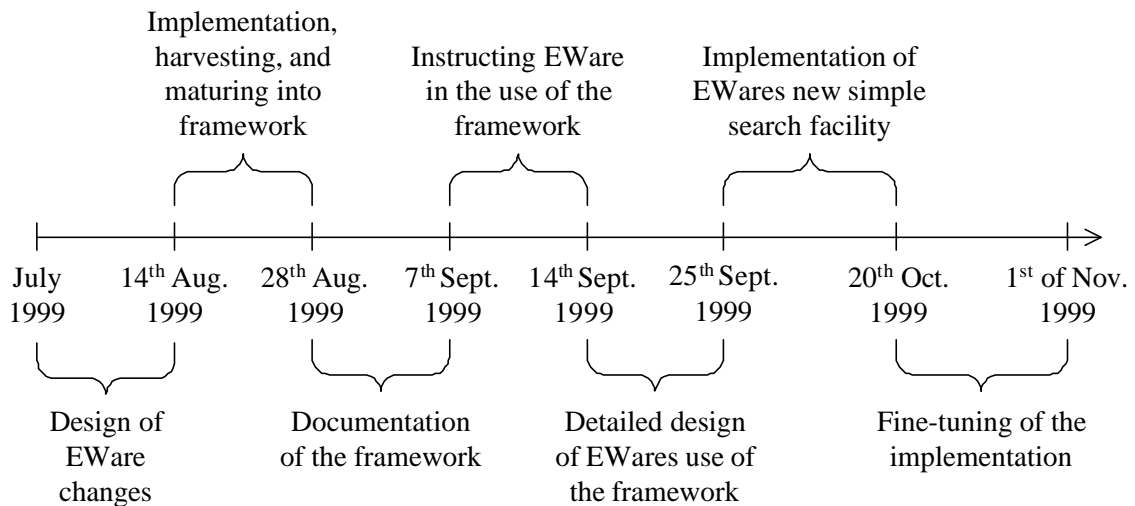 Implementation,
harvesting, and
maturing into
framework
Instructing EWare
in the use of the
framework
Implementation of
EWares new simple
search facility
July
1999
14th Aug.
1999
28th Aug.
1999
7th Sept.
1999
14th Sept.
1999
25th Sept.
1999
20th Oct.
1999
1st of Nov.
1999
Design of
EWare
changes
Documentation
of the framework
Detailed design
of EWares use of
the framework
Fine-tuning of the
implementation